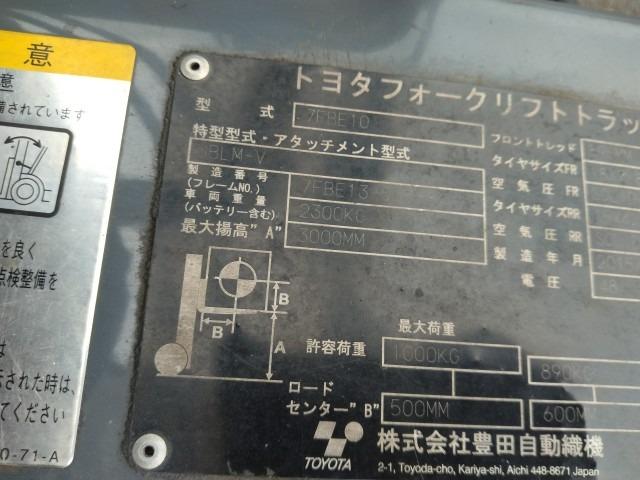 意
意
備されています
を良く
点検整備を
は
示された時は、
てください
0-71-A
トヨタフォークリフトトラッ
型 式 7FBE10
特型型式・アタッチメント型式
BLM-V
製造番号
(フレームNO.) 7FBE13
車両重量
(バッテリー含む) 2300KG
最大揚高"A" 3000MM
フロントトレッド
タイヤサイズFR
空気圧FR
タイヤサイズRR
空気圧RR
製造年月
電圧
B
B
A
最大荷重
許容荷重 1000KG 890KG
ロード
センター"B" 500MM 600M
TOYOTA
株式会社豊田自動織機
2-1, Toyoda-cho, Kariya-shi, Aichi 448-8671 Japan